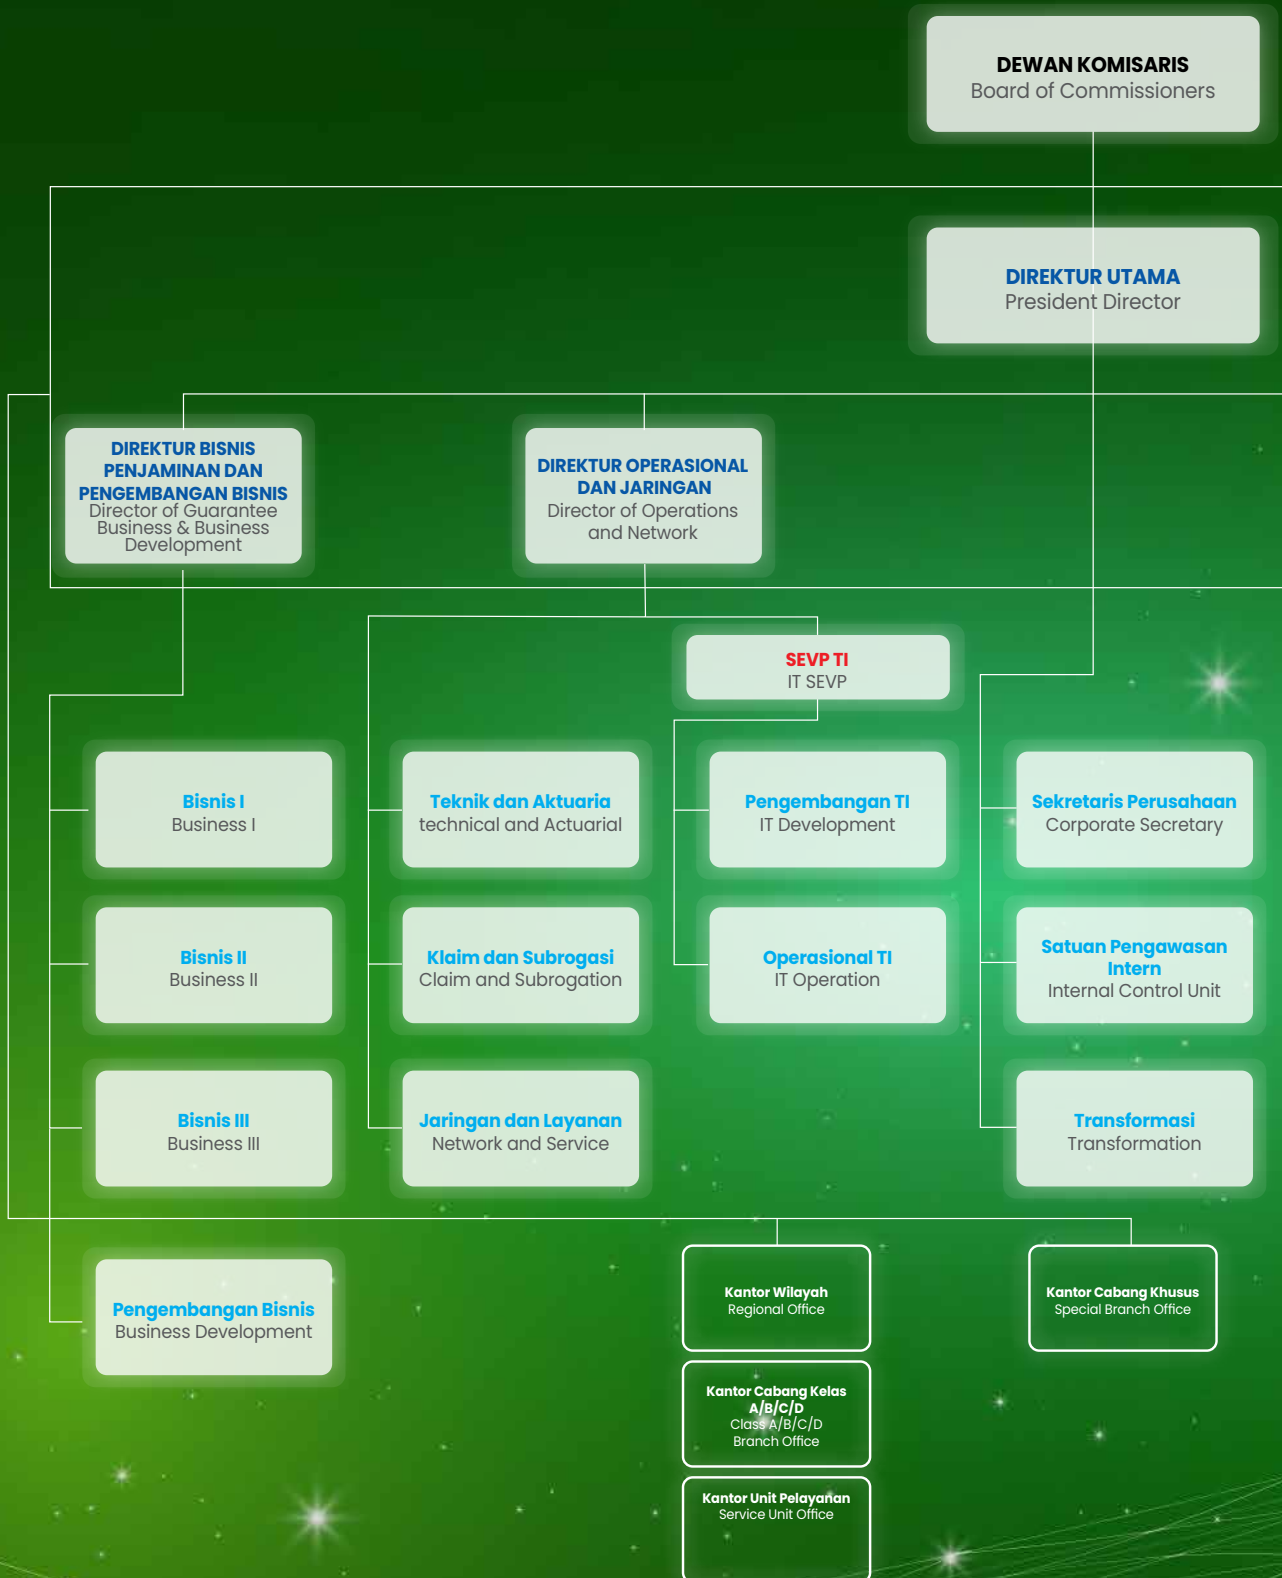 DEWAN KOMISARIS
Board of Commissioners
DIREKTUR UTAMA
President Director
DIREKTUR BISNIS
PENJAMINAN DAN
PENGEMBANGAN BISNIS
Director of Guarantee
Business & Business
Development
DIREKTUR OPERASIONAL
DAN JARINGAN
Director of Operations
and Network
SEVP TI
IT SEVP
Bisnis I
Business I
Teknik dan Aktuaria
technical and Actuarial
Pengembangan TI
IT Development
Sekretaris Perusahaan
Corporate Secretary
Bisnis II
Business II
Klaim dan Subrogasi
Claim and Subrogation
Operasional TI
IT Operation
Satuan Pengawasan
Intern
Internal Control Unit
Bisnis III
Business III
Jaringan dan Layanan
Network and Service
Transformasi
Transformation
Pengembangan Bisnis
Business Development
Kantor Wilayah
Regional Office
Kantor Cabang Khusus
Special Branch Office
Kantor Cabang Kelas
A/B/C/D
Class A/B/C/D
Branch Office
Kantor Unit Pelayanan
Service Unit Office